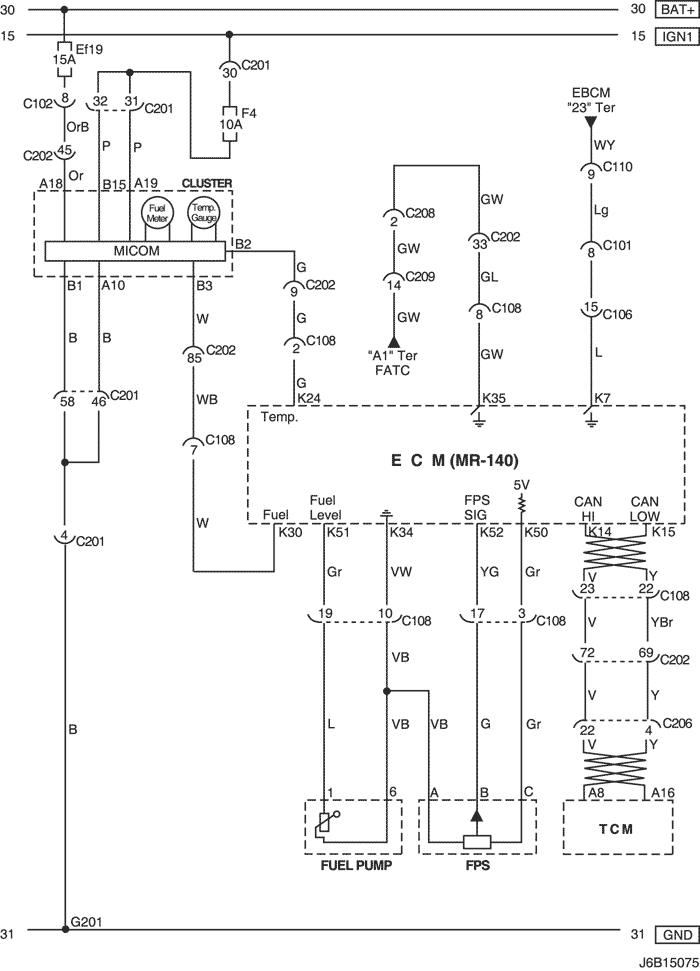 30 30 BAT+
15 15 IGN1
Ef19
15A
C201
30
C102 8 32 31 C201
F4
10A
EBCM
"23" Ter
OrB
P P
WY
C202 45
Or
9 C110
A18 B15 A19 CLUSTER
Fuel
Meter
Temp.
Gauge
GW
Lg
C208
2
MICOM
B2
33 C202
GW
8 C101
G
C209
14
GL
B1 A10 B3
9 C202
15 C106
W
G
GW
8 C108
B B
2 C108
"A1" Ter
FATC
GW
L
85 C202
G
58 46 C201
WB
K24 K35 K7
Temp.
7 C108
E C M (MR-140)
5V
Fuel
Fuel
Level
FPS
SIG
CAN
HI
CAN
LOW
W
K30 K51 K34 K52 K50 K14 K15
4 C201
Gr VW YG Gr V Y
23 22 C108
19 10 C108 17 3 C108
V YBr
VB
72 69 C202
V Y
B
L VB VB G Gr
22 4 C206
V Y
1 6 A B C A8 A16
TCM
FUEL PUMP FPS
G201
31 31 GND
J6B15075